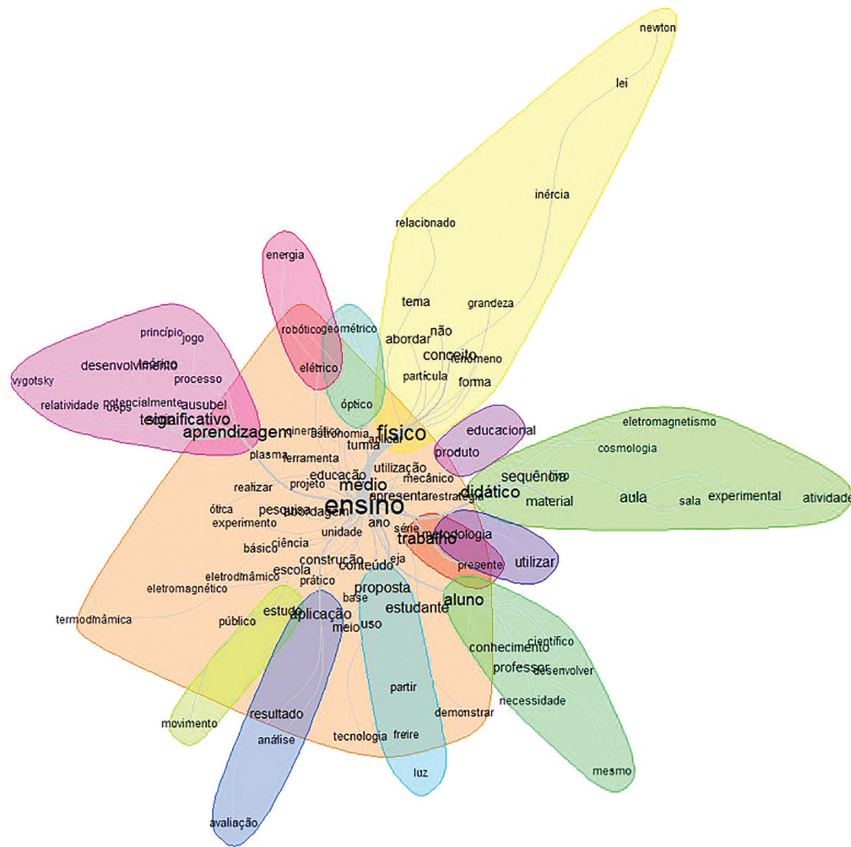 newton
lei
inércia
relacionado
energia
tema
grandeza
robótico
geométrico
não
princípio
jogo
abordar
conceito
fenômeno
desenvolvimento
teórico
elétrico
partícula
forma
vygotsky
processo
relatividade
ueps
potencialmente
ausubel
óptico
significativo
teoria
aprendizagem
cinemático
astronomia
físico
educacional
turma
aplicar
eletromagnetismo
plasma
ferramenta
produto
cosmologia
educação
utilização
realizar
projeto
médio
mecânico
sequência
didático
apresentar
estratégia
material
aula
sala
experimental
atividade
ótica
pesquisa
abordagem
ensino
experimento
ano
série
unidade
trabalho
metodologia
básico
ciência
construção
conteúdo
eja
presente
utilizar
eletrodinâmico
escola
prático
eletromagnético
proposta
base
aluno
termodinâmica
público
estudo
aplicação
meio
uso
estudante
conhecimento
científico
professor
desenvolver
partir
necessidade
movimento
resultado
demonstrar
análise
tecnologia
freire
luz
mesmo
avaliação